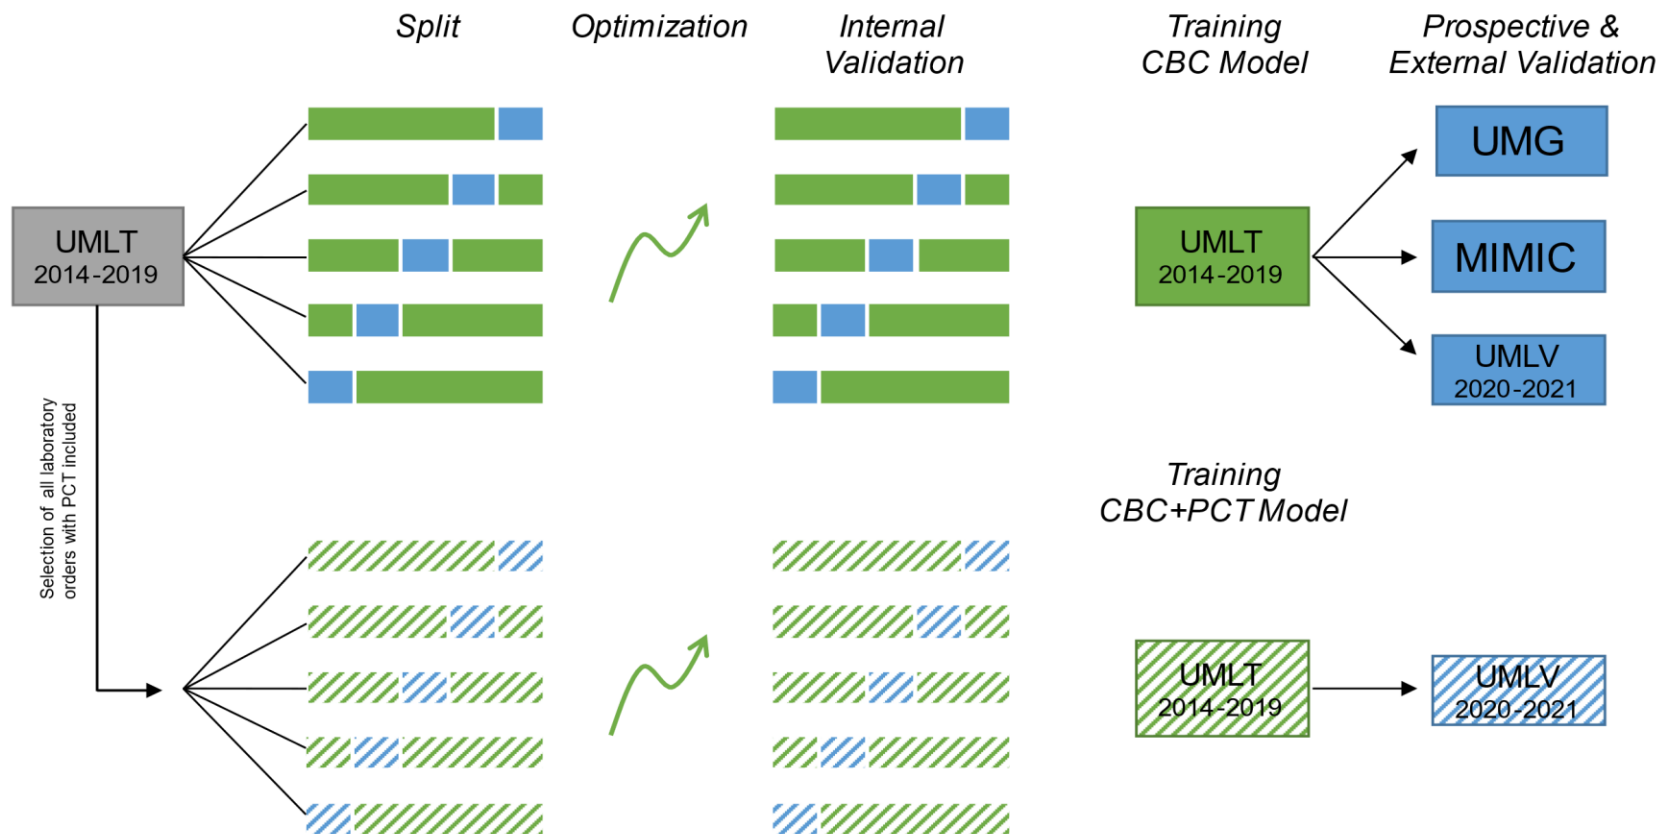 Split
Optimization
Internal
Validation
Training
CBC Model
Prospective &
External Validation
UMLT
2014-2019
UMLT
2014-2019
UMG
MIMIC
UMLV
2020-2021
Selection of all laboratory
orders with PCT included
Training
CBC+PCT Model
UMLT
2014-2019
UMLV
2020-2021